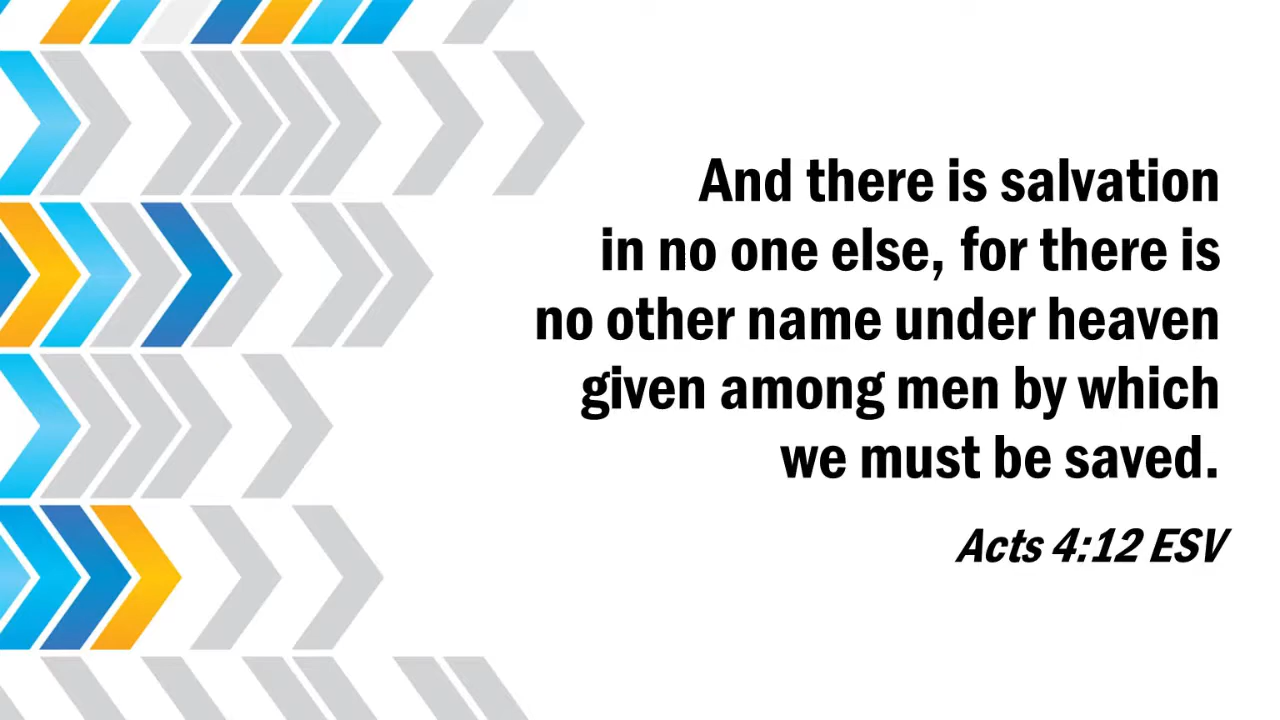 And there is salvation
in no one else, for there is
no other name under heaven
given among men by which
we must be saved.
Acts 4:12 ESV